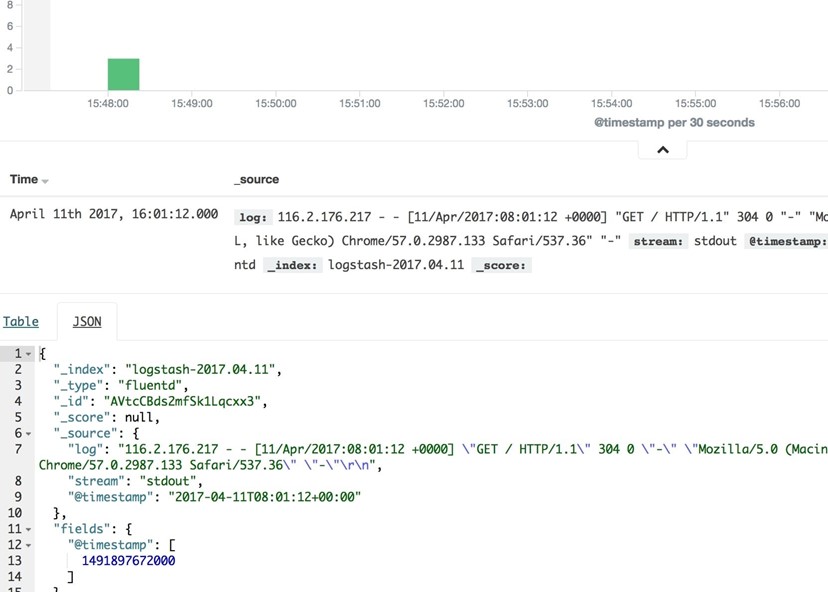 8
6
4
2
0
15:48:00 15:49:00 15:50:00 15:51:00 15:52:00 15:53:00 15:54:00 15:55:00 15:56:00
@timestamp per 30 seconds
Time _source
April 11th 2017, 16:01:12.000 log: 116.2.176.217 - - [11/Apr/2017:08:01:12 +0000] "GET / HTTP/1.1" 304 0 "-" "Mo
L, like Gecko) Chrome/57.0.2987.133 Safari/537.36" "-" stream: stdout @timestamp:
ntd _index: logstash-2017.04.11 _score:
Table JSON
1 {
2 "_index": "logstash-2017.04.11",
3 "_type": "fluentd",
4 "_id": "AVtcCBds2mfSk1Lqcxx3",
5 "_score": null,
6 "_source": {
7 "log": "116.2.176.217 - - [11/Apr/2017:08:01:12 +0000] \"GET / HTTP/1.1\" 304 0 \"-\" \"Mozilla/5.0 (Macin
Chrome/57.0.2987.133 Safari/537.36\" \"-\"\r\n",
8 "stream": "stdout",
9 "@timestamp": "2017-04-11T08:01:12+00:00"
10 },
11 "fields": {
12 "@timestamp": [
13 1491897672000
14 ]
15 }